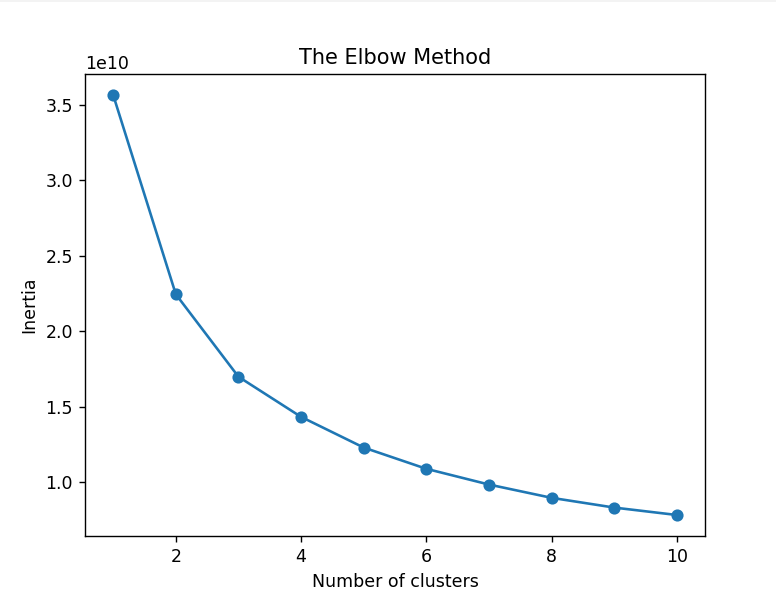 The Elbow Method
1e10
3.5
3.0
2.5
2.0
1.5
1.0
Inertia
2 4 6 8 10
Number of clusters